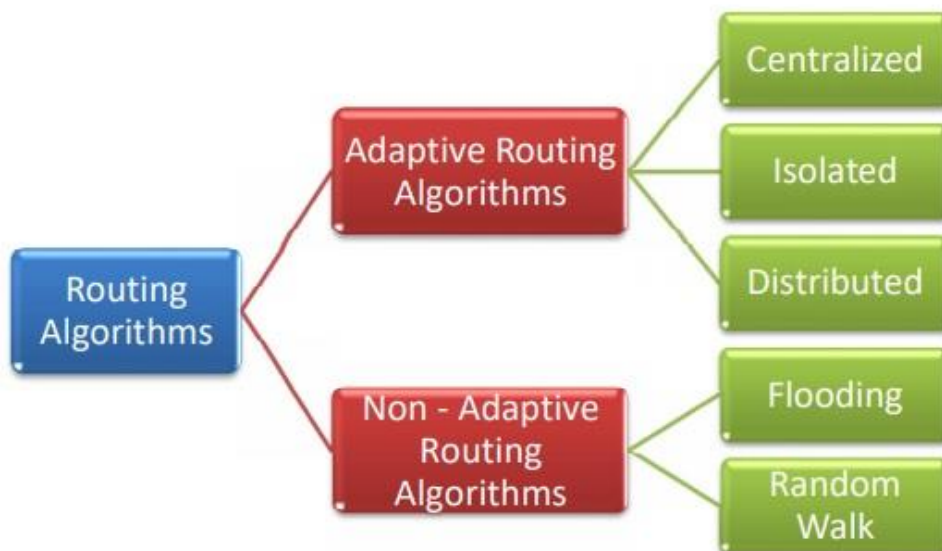 Routing
Algorithms
Adaptive Routing
Algorithms
Non - Adaptive
Routing
Algorithms
Centralized
Isolated
Distributed
Flooding
Random
Walk